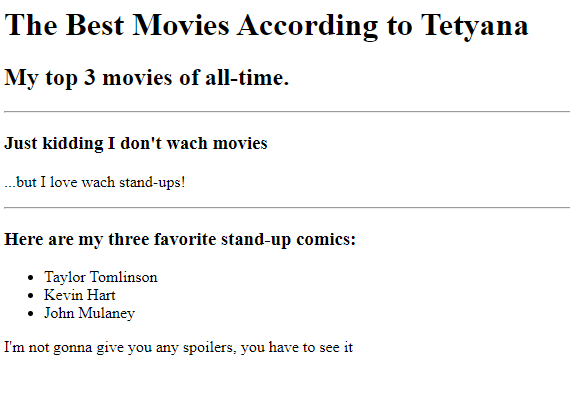 The Best Movies According to Tetyana
My top 3 movies of all-time.
Just kidding I don't wach movies
...but I love wach stand-ups!
Here are my three favorite stand-up comics:
Taylor Tomlinson
Kevin Hart
John Mulaney
I'm not gonna give you any spoilers, you have to see it